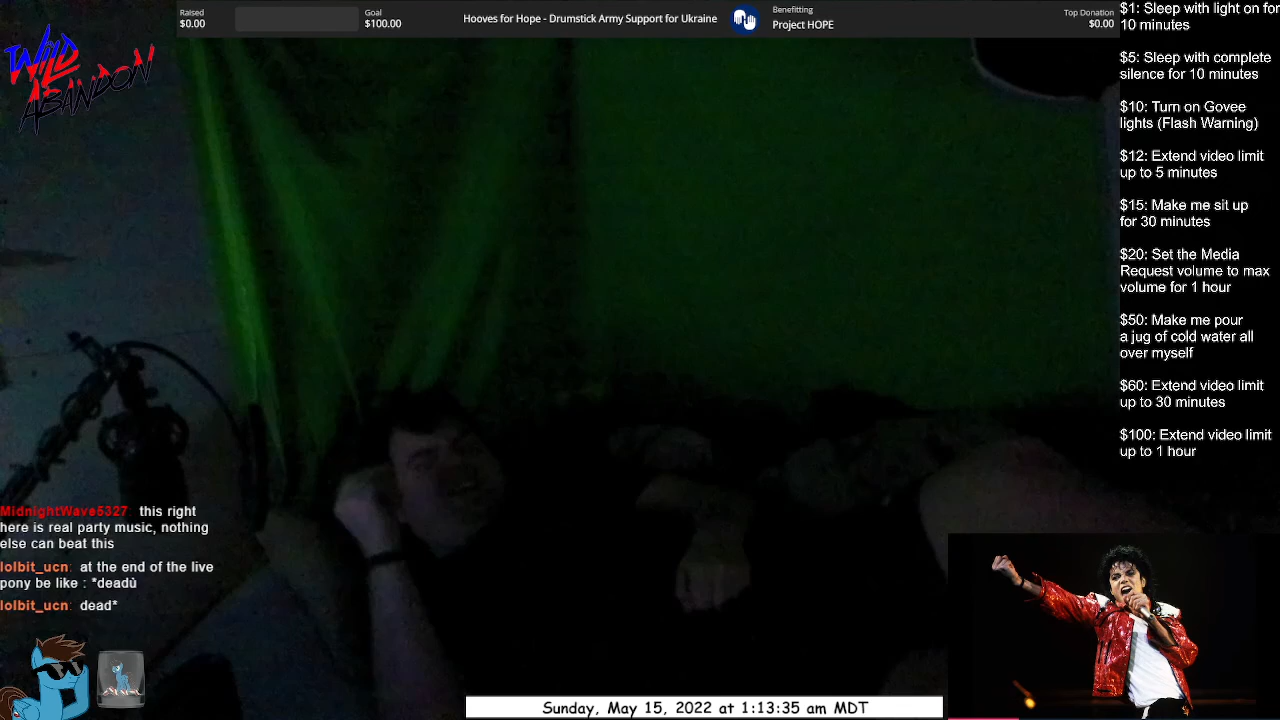 Raised
$0.00
Goal
$100.00
Hooves for Hope - Drumstick Army Support for Ukraine
Benefitting
Project HOPE
Top Donation
$0.00
WILD
ABANDON
$1: Sleep with light on for
10 minutes
$5: Sleep with complete
silence for 10 minutes
$10: Turn on Govee
lights (Flash Warning)
$12: Extend video limit
up to 5 minutes
$15: Make me sit up
for 30 minutes
$20: Set the Media
Request volume to max
volume for 1 hour
$50: Make me pour
a jug of cold water all
over myself
$60: Extend video limit
up to 30 minutes
$100: Extend video limit
up to 1 hour
MidnightWave5327: this right
here is real party music, nothing
else can beat this
lolbit_ucn: at the end of the live
pony be like : *deadù
lolbit_ucn: dead*
Sunday, May 15, 2022 at 1:13:35 am MDT